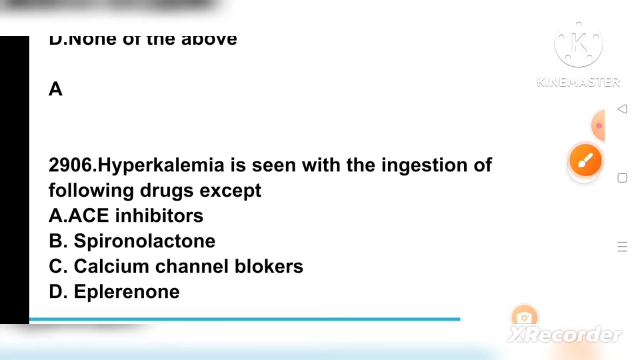 D.None of the above
A
2906.Hyperkalemia is seen with the ingestion of
following drugs except
A.ACE inhibitors
B. Spironolactone
C. Calcium channel blokers
D. Eplerenone
K
KINEMASTER
XRecorder